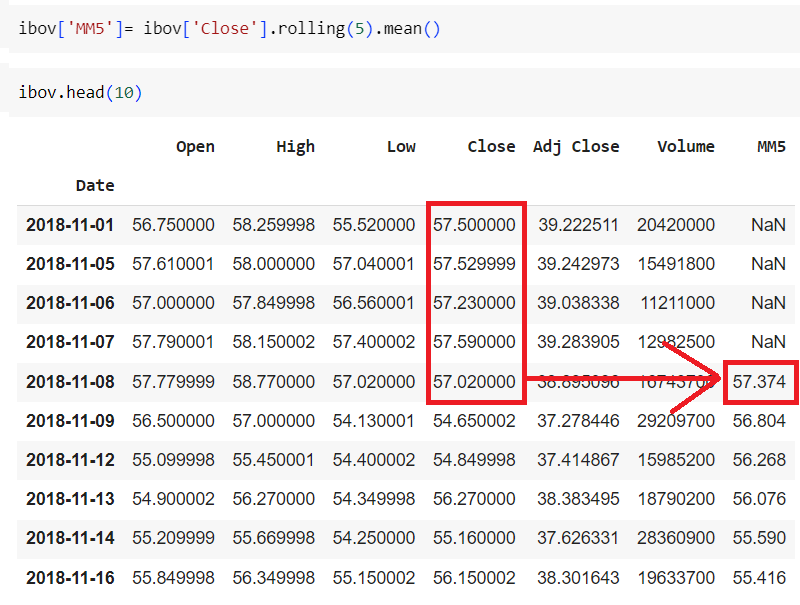 ibov['MM5']= ibov['Close'].rolling(5).mean()
ibov.head(10)
Open High Low Close Adj Close Volume MM5
Date
2018-11-01 56.750000 58.259998 55.520000 57.500000 39.222511 20420000 NaN
2018-11-05 57.610001 58.000000 57.040001 57.529999 39.242973 15491800 NaN
2018-11-06 57.000000 57.849998 56.560001 57.230000 39.038338 11211000 NaN
2018-11-07 57.790001 58.150002 57.400002 57.590000 39.283905 12982500 NaN
2018-11-08 57.779999 58.770000 57.020000 57.020000 57.374
2018-11-09 56.500000 57.000000 54.130001 54.650002 37.278446 29209700 56.804
2018-11-12 55.099998 55.450001 54.400002 54.849998 37.414867 15985200 56.268
2018-11-13 54.900002 56.270000 54.349998 56.270000 38.383495 18790200 56.076
2018-11-14 55.209999 55.669998 54.250000 55.160000 37.626331 28360900 55.590
2018-11-16 55.849998 56.349998 55.150002 56.150002 38.301643 19633700 55.416